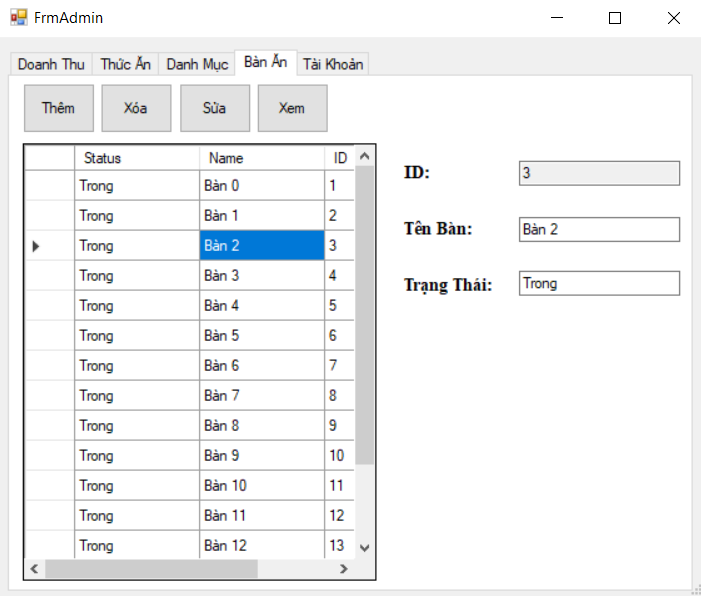 FrmAdmin
Doanh Thu Thức Ăn Danh Mục Bàn Ăn Tài Khoản
Thêm Xóa Sửa Xem
Status Name ID
Trong Bàn 0 1
Trong Bàn 1 2
Trong Bàn 2 3
Trong Bàn 3 4
Trong Bàn 4 5
Trong Bàn 5 6
Trong Bàn 6 7
Trong Bàn 7 8
Trong Bàn 8 9
Trong Bàn 9 10
Trong Bàn 10 11
Trong Bàn 11 12
Trong Bàn 12 13
ID: 3
Tên Bàn: Bàn 2
Trạng Thái: Trong